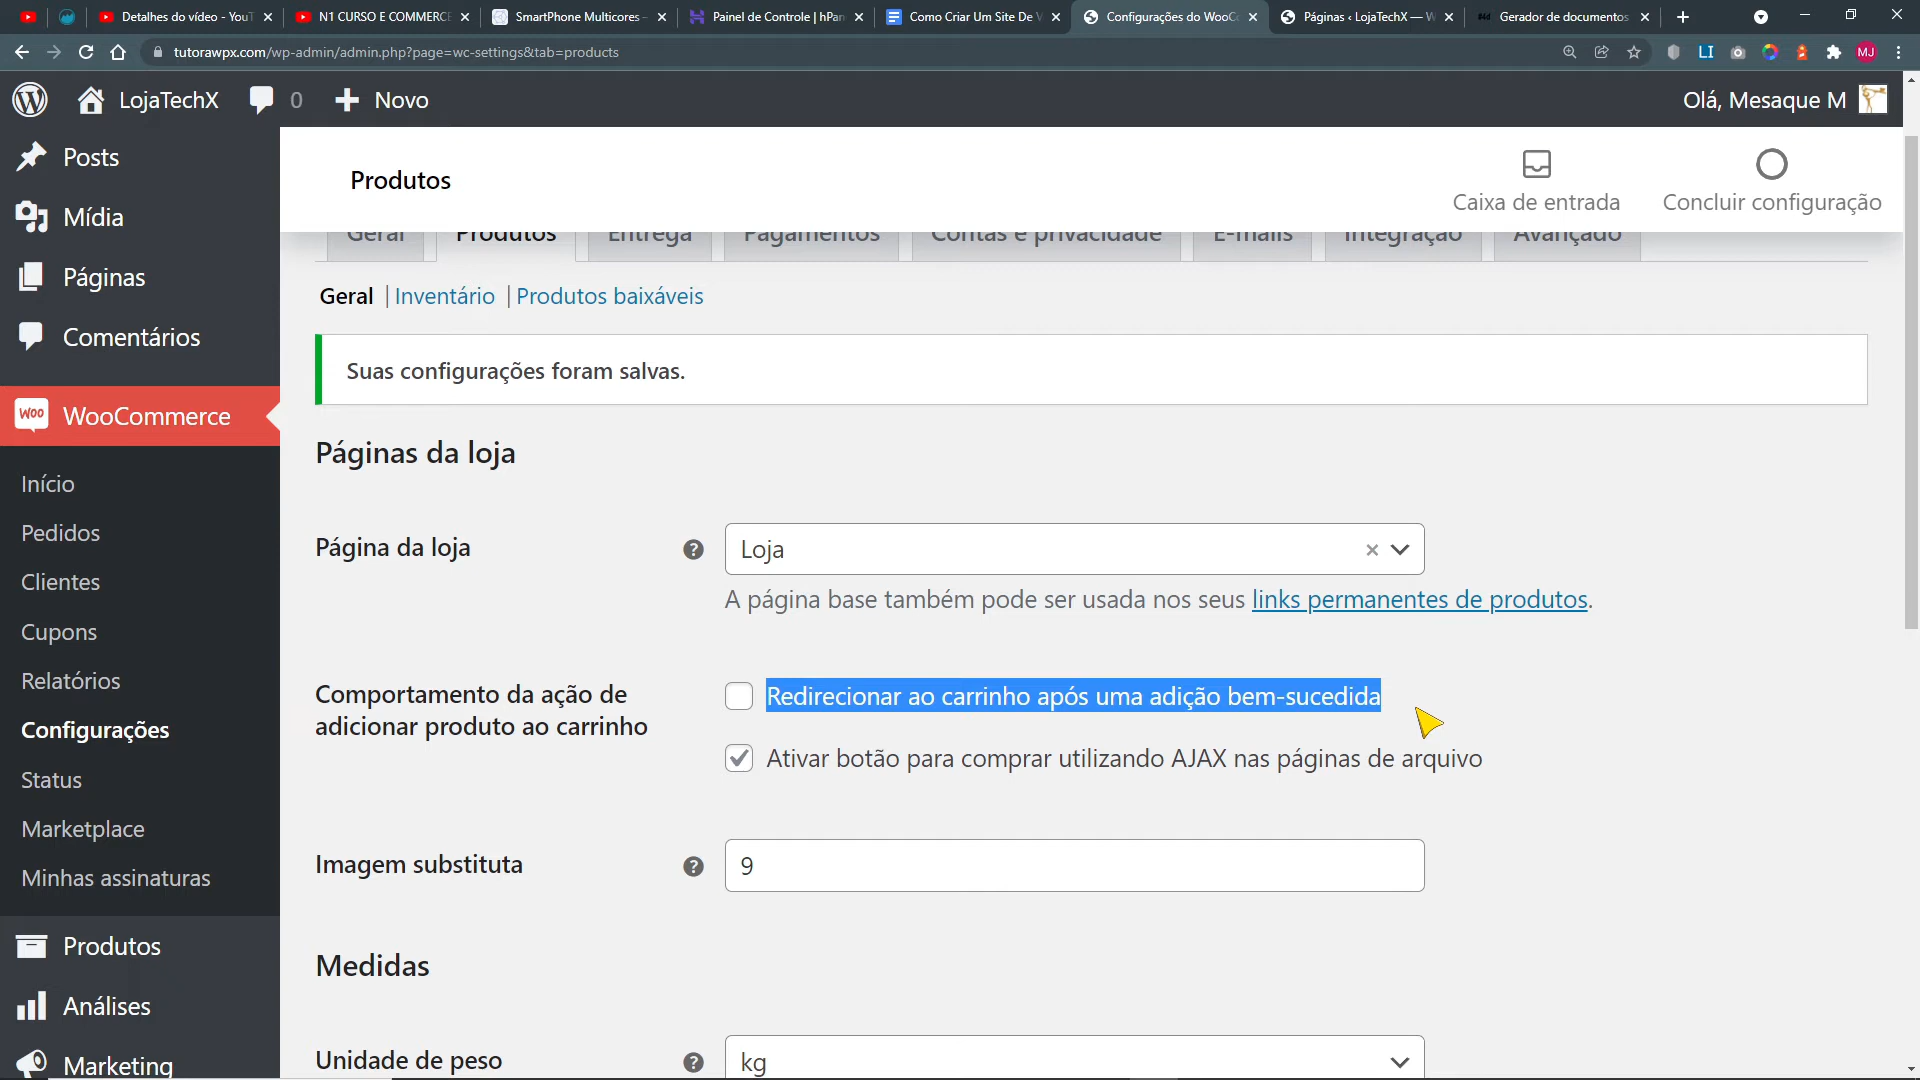 Detalhes do vídeo - YouT
N1 CURSO E COMMERCE
SmartPhone Multicores -
Painel de Controle | hPan
Como Criar Um Site De V
Configurações do WooCo
Páginas ‹ LojaTechX — W
Gerador de documentos
tutorawpx.com/wp-admin/admin.php?page=wc-settings&tab=products
LI
MJ
LojaTechX
0
Novo
Olá, Mesaque M
Posts
Mídia
Páginas
Comentários
WOO
WooCommerce
Início
Pedidos
Clientes
Cupons
Relatórios
Configurações
Status
Marketplace
Minhas assinaturas
Produtos
Análises
Marketing
Produtos
Caixa de entrada
Concluir configuração
Geral
Produtos
Entrega
Pagamentos
Contas e privacidade
E-mails
Integração
Avançado
Geral | Inventário | Produtos baixáveis
Suas configurações foram salvas.
Páginas da loja
Página da loja
?
Loja
×
A página base também pode ser usada nos seus links permanentes de produtos.
Comportamento da ação de
adicionar produto ao carrinho
Redirecionar ao carrinho após uma adição bem-sucedida
Ativar botão para comprar utilizando AJAX nas páginas de arquivo
Imagem substituta
?
9
Medidas
Unidade de peso
?
kg